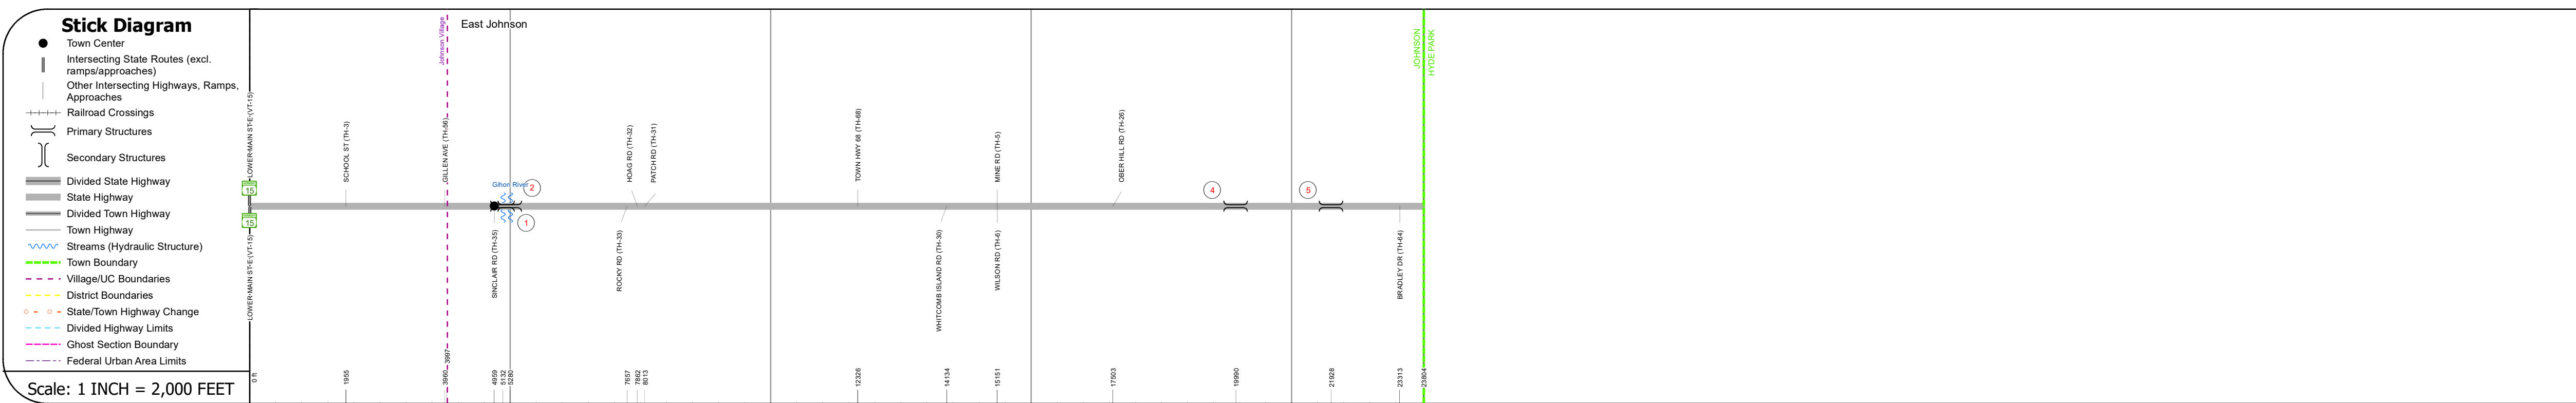 Stick Diagram
Town Center
Intersecting State Routes (excl.
ramps/approaches)
Other Intersecting Highways, Ramps,
Approaches
Railroad Crossings
Primary Structures
Secondary Structures
Divided State Highway
State Highway
Divided Town Highway
Town Highway
Streams (Hydraulic Structure)
Town Boundary
Village/UC Boundaries
District Boundaries
State/Town Highway Change
Divided Highway Limits
Ghost Section Boundary
Federal Urban Area Limits
Scale: 1 INCH = 2,000 FEET
Johnson Village
East Johnson
JOHNSON
HYDE PARK
LOWER MAIN ST E (VT-15)
SCHOOL ST (TH-3)
GILLEN AVE (TH-56)
HOAG RD (TH-32)
PATCH RD (TH-31)
TOWN HWY 68 (TH-68)
MINE RD (TH-5)
OBER HILL RD (TH-26)
15
15
Gihon River
2
1
4
5
LOWER MAIN ST E (VT-15)
SINCLAIR RD (TH-35)
ROCKY RD (TH-33)
WHITCOMB ISLAND RD (TH-30)
WILSON RD (TH-6)
BRADLEY DR (TH-64)
0 ft
1955
3960
3997
4959
5132
5280
7657
7862
8013
12326
14134
15151
17503
19990
21928
23313
23804